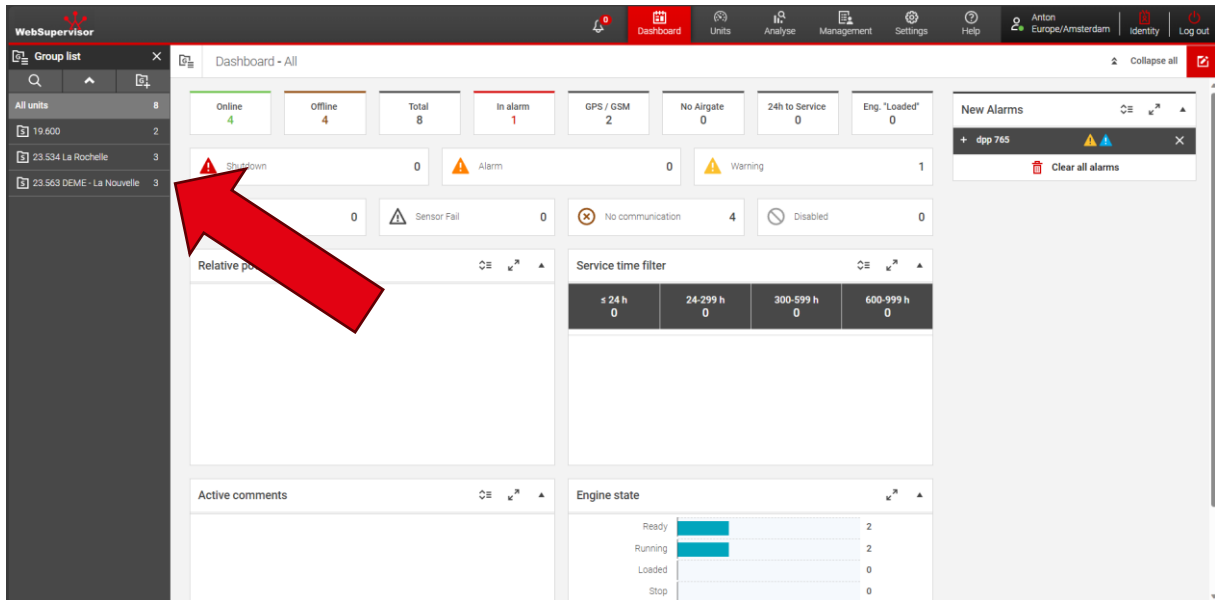 WebSupervisor
0
Dashboard
Units
Analyse
Management
Settings
Help
Anton
Europe/Amsterdam
Identity
Log out
Group list
Dashboard - All
Collapse all
All units 8
19.600 2
23.534 La Rochelle 3
23.563 DEME - La Nouvelle 3
Online
4
Offline
4
Total
8
In alarm
1
GPS / GSM
2
No Airgate
0
24h to Service
0
Eng. "Loaded"
0
Shutdown 0
Alarm 0
Warning 1
0
Sensor Fail 0
No communication 4
Disabled 0
New Alarms
+ dpp 765
Clear all alarms
Relative
Service time filter
≤ 24 h
0
24-299 h
0
300-599 h
0
600-999 h
0
Active comments
Engine state
Ready 2
Running 2
Loaded 0
Stop 0